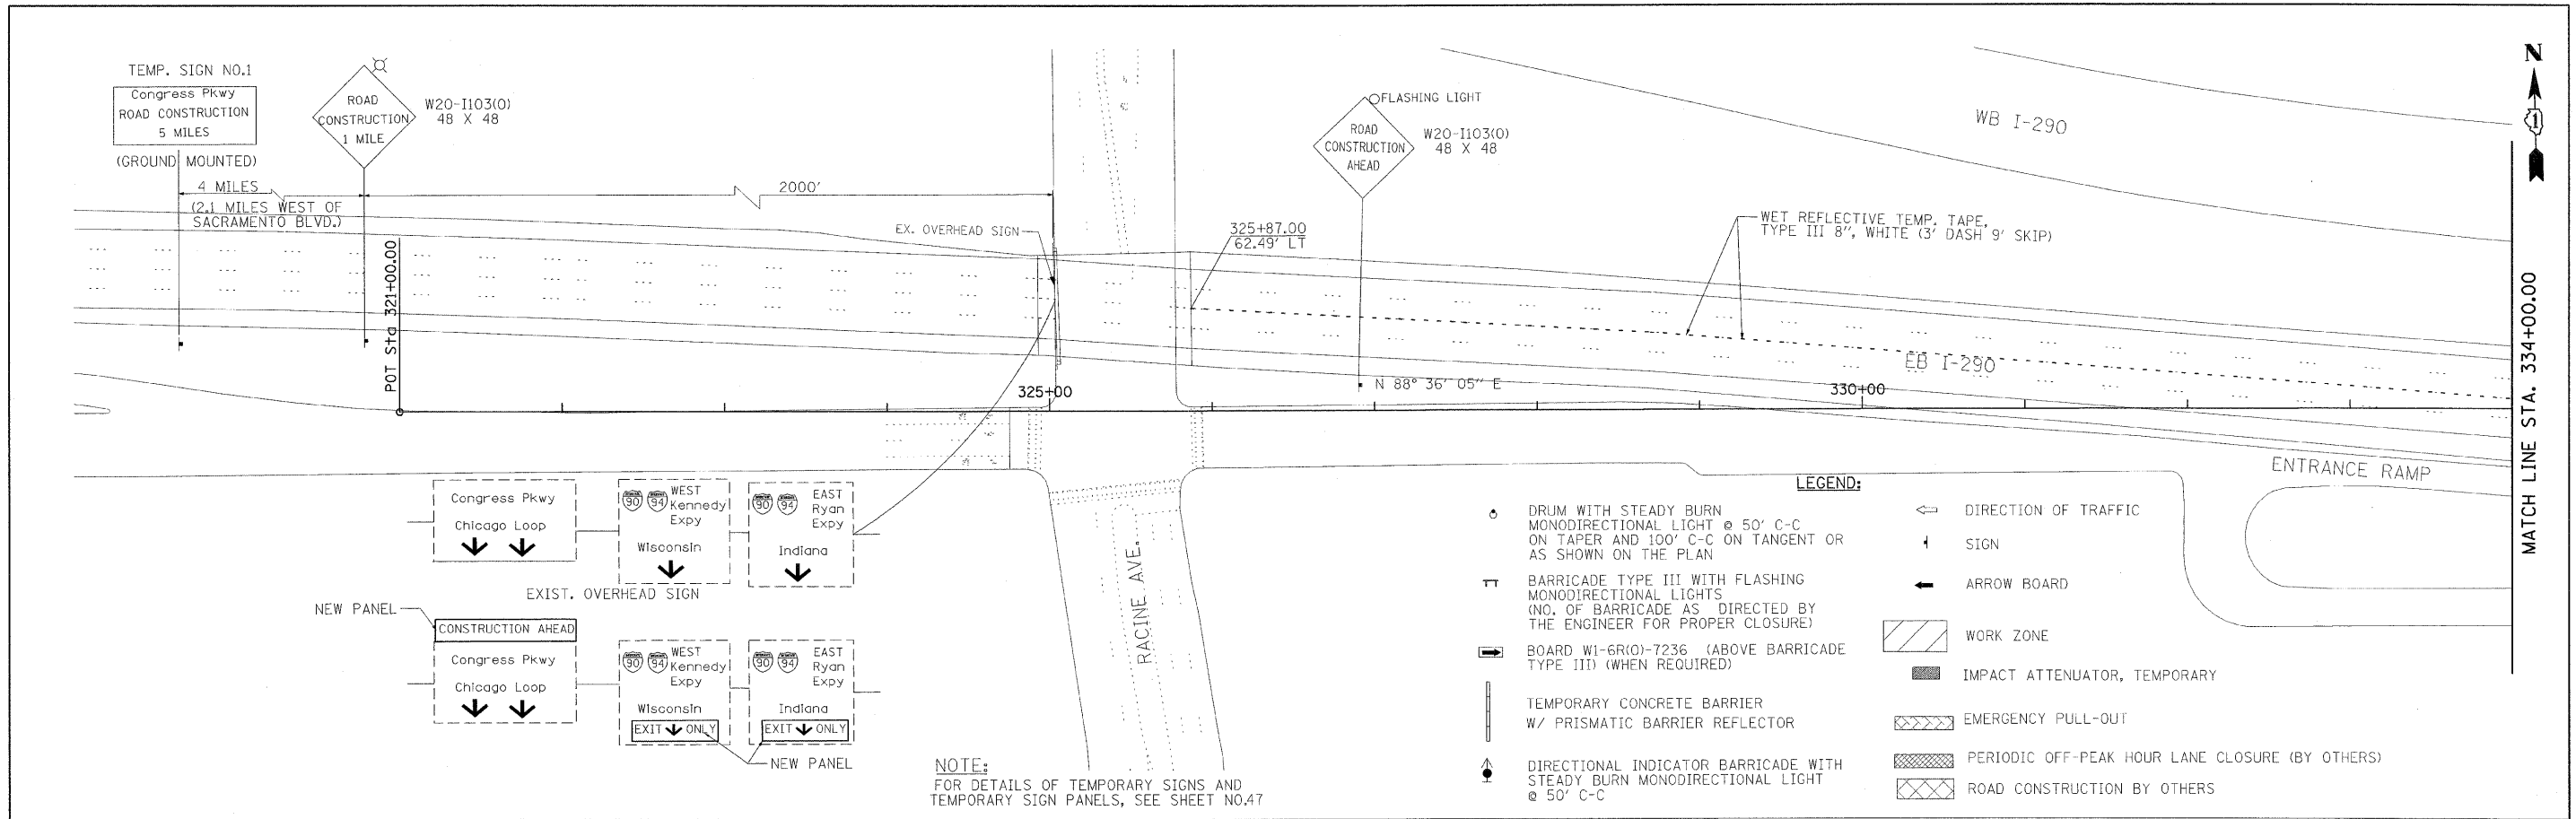 TEMP. SIGN NO.1
Congress Pkwy
ROAD CONSTRUCTION
5 MILES
(GROUND MOUNTED)
ROAD
CONSTRUCTION
1 MILE
W20-I103(O)
48 X 48
4 MILES
(2.1 MILES WEST OF
SACRAMENTO BLVD.)
2000'
POT Sta 321+00.00
EX. OVERHEAD SIGN
325+87.00
62.49' LT
FLASHING LIGHT
ROAD
CONSTRUCTION
AHEAD
W20-I103(O)
48 X 48
WET REFLECTIVE TEMP. TAPE,
TYPE III 8", WHITE (3' DASH 9' SKIP)
WB I-290
EB I-290
N
1
MATCH LINE STA. 334+00.00
325+00
N 88° 36' 05" E
330+00
ENTRANCE RAMP
RACINE AVE.
Congress Pkwy
Chicago Loop
90 94 WEST
Kennedy
Expy
Wisconsin
90 94 EAST
Ryan
Expy
Indiana
EXIST. OVERHEAD SIGN
NEW PANEL
CONSTRUCTION AHEAD
Congress Pkwy
Chicago Loop
90 94 WEST
Kennedy
Expy
Wisconsin
EXIT ONLY
90 94 EAST
Ryan
Expy
Indiana
EXIT ONLY
NEW PANEL
NOTE:
FOR DETAILS OF TEMPORARY SIGNS AND
TEMPORARY SIGN PANELS, SEE SHEET NO.47
LEGEND:
DRUM WITH STEADY BURN
MONODIRECTIONAL LIGHT @ 50' C-C
ON TAPER AND 100' C-C ON TANGENT OR
AS SHOWN ON THE PLAN
BARRICADE TYPE III WITH FLASHING
MONODIRECTIONAL LIGHTS
(NO. OF BARRICADE AS DIRECTED BY
THE ENGINEER FOR PROPER CLOSURE)
BOARD W1-6R(O)-7236 (ABOVE BARRICADE
TYPE III) (WHEN REQUIRED)
TEMPORARY CONCRETE BARRIER
W/ PRISMATIC BARRIER REFLECTOR
DIRECTIONAL INDICATOR BARRICADE WITH
STEADY BURN MONODIRECTIONAL LIGHT
@ 50' C-C
DIRECTION OF TRAFFIC
SIGN
ARROW BOARD
WORK ZONE
IMPACT ATTENUATOR, TEMPORARY
EMERGENCY PULL-OUT
PERIODIC OFF-PEAK HOUR LANE CLOSURE (BY OTHERS)
ROAD CONSTRUCTION BY OTHERS